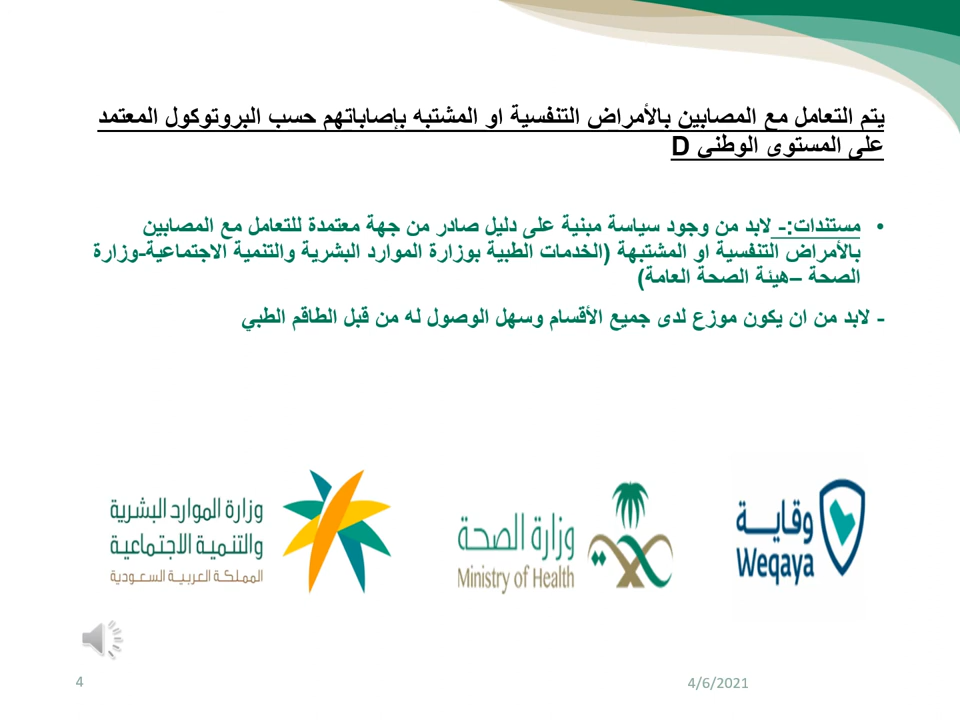 يتم التعامل مع المصابين بالأمراض التنفسية او المشتبه بإصاباتهم حسب البروتوكول المعتمد
على المستوى الوطني D
• مستندات:- لابد من وجود سياسة مبنية على دليل صادر من جهة معتمدة للتعامل مع المصابين
بالأمراض التنفسية او المشتبهة (الخدمات الطبية بوزارة الموارد البشرية والتنمية الاجتماعية-وزارة
الصحة –هيئة الصحة العامة)
- لابد من ان يكون موزع لدى جميع الأقسام وسهل الوصول له من قبل الطاقم الطبي
وقاية
Weqaya
وزارة الصحة
Ministry of Health
وزارة الموارد البشرية
والتنمية الاجتماعية
المملكة العربية السعودية
4
4/6/2021